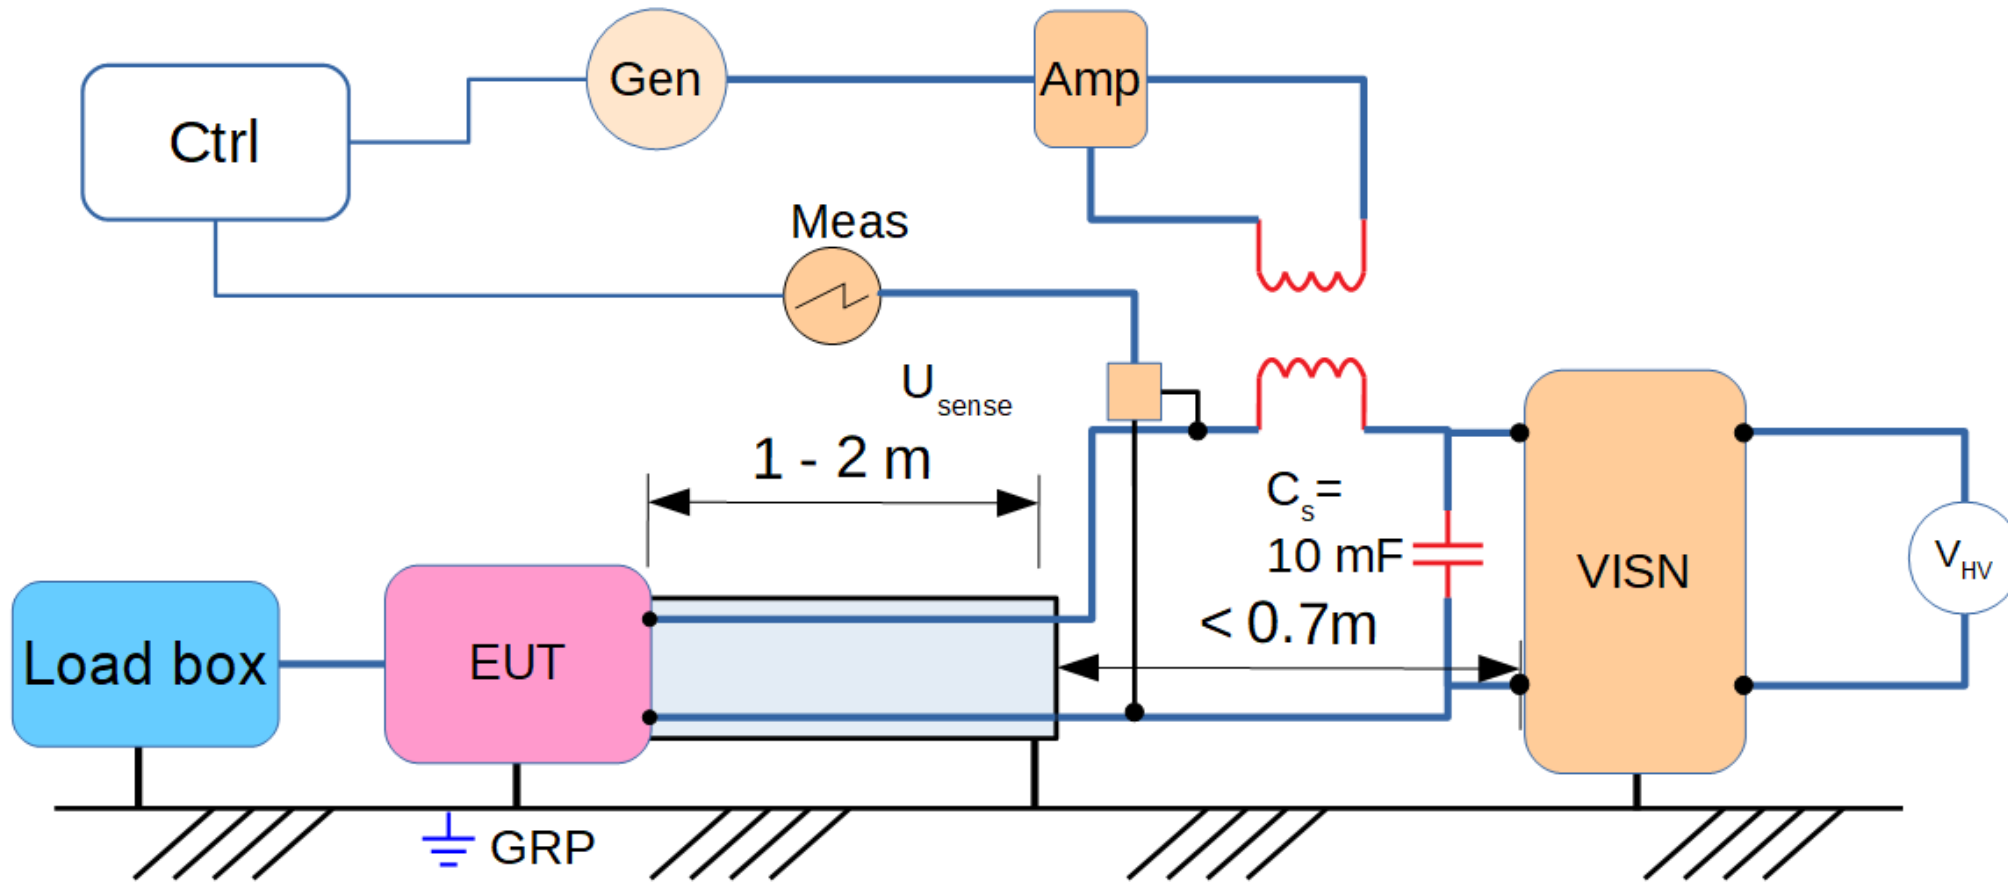 Gen
Amp
Ctrl
Meas
U sense
1 - 2 m
Cs=
10 mF
< 0.7m
VISN
VHV
Load box
EUT
GRP